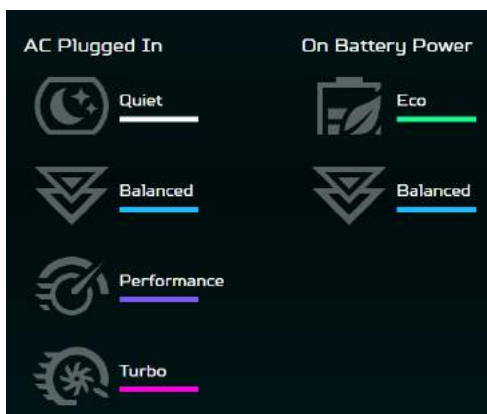 AC Plugged In
On Battery Power
Quiet
Eco
Balanced
Balanced
Performance
Turbo